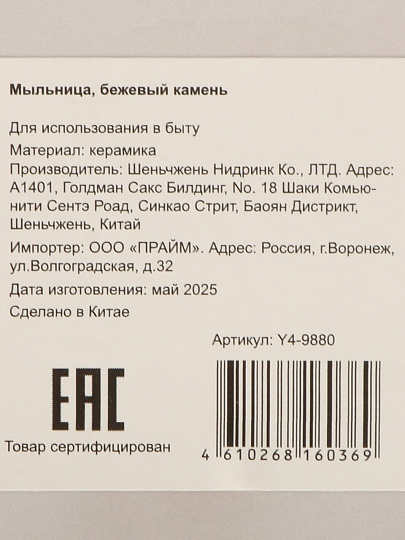 Мыльница, бежевый камень
Для использования в быту
Материал: керамика
Производитель: Шеньчжень Нидринк Ко., ЛТД. Адрес:
А1401, Голдман Сакс Билдинг, No. 18 Шаки Комью-
нити Сентэ Роад, Синкао Стрит, Баоян Дистрикт,
Шеньчжень, Китай
Импортер: ООО «ПРАЙМ». Адрес: Россия, г.Воронеж,
ул.Волгоградская, д.32
Дата изготовления: май 2025
Сделано в Китае
Артикул: Y4-9880
ЕАС
Товар сертифицирован
4 610268 160369